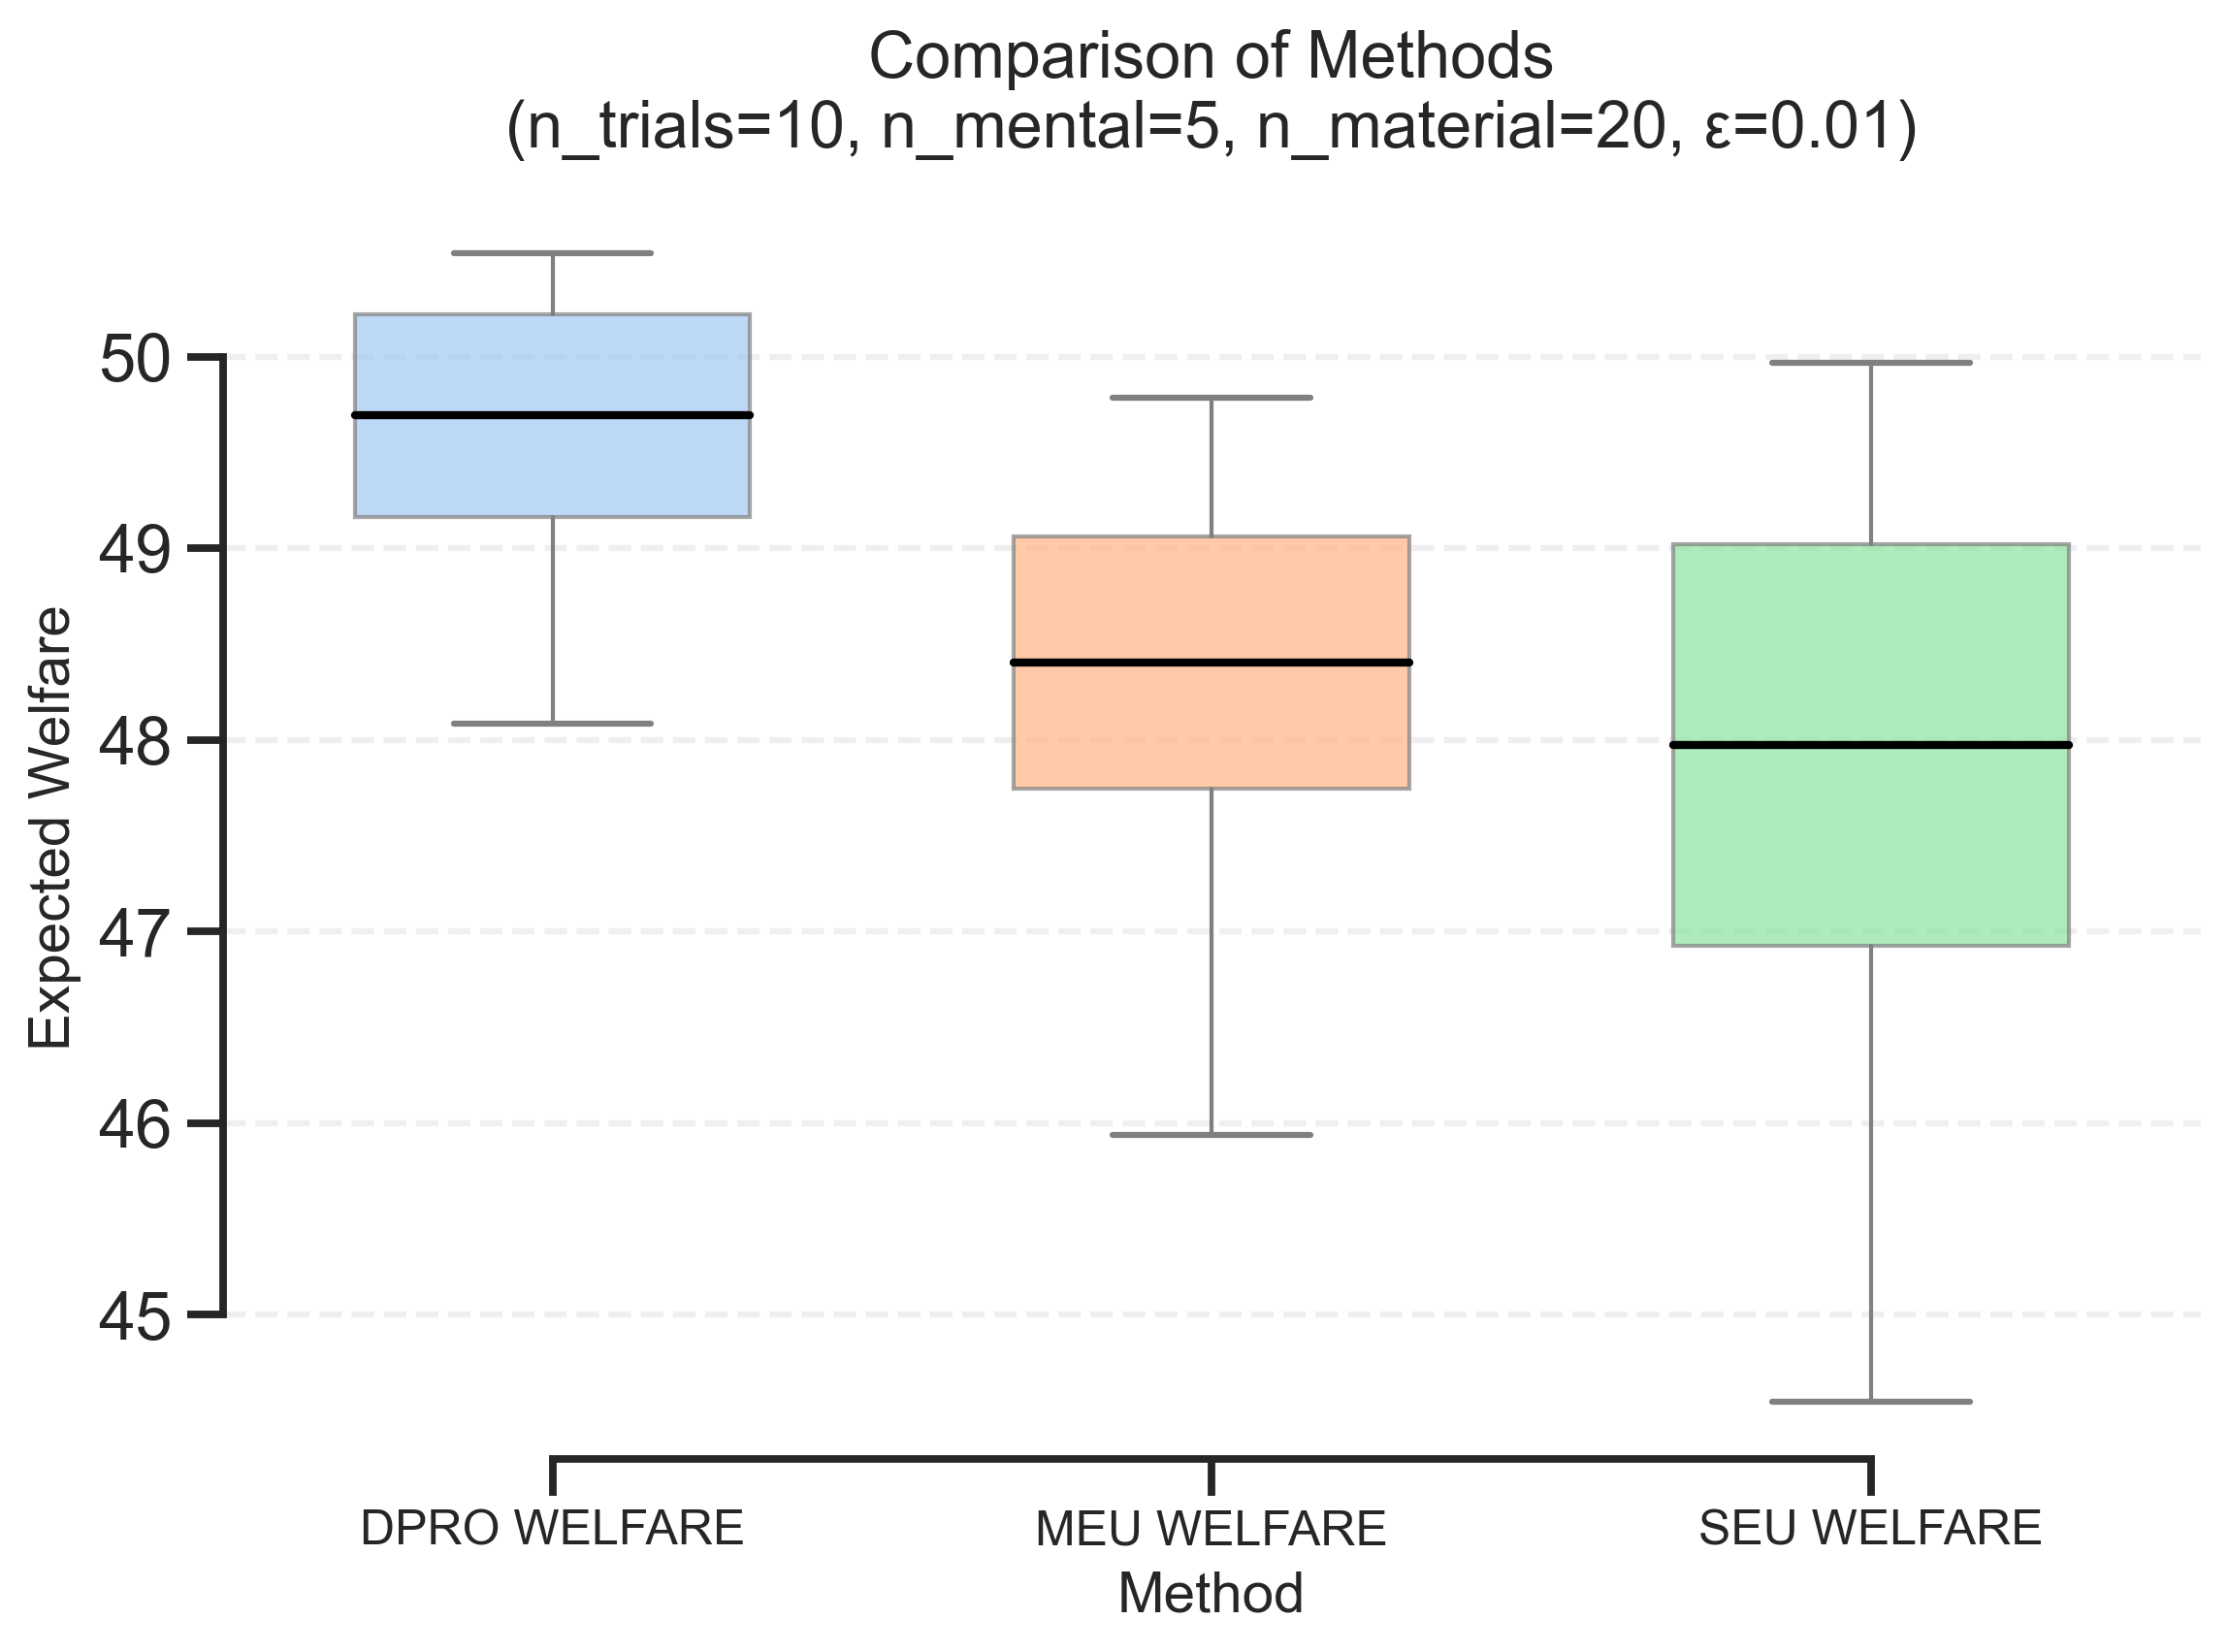 Comparison of Methods
(n_trials=10, n_mental=5, n_material=20, ε=0.01)
Expected Welfare
50
49
48
47
46
45
DPRO WELFARE
MEU WELFARE
SEU WELFARE
Method